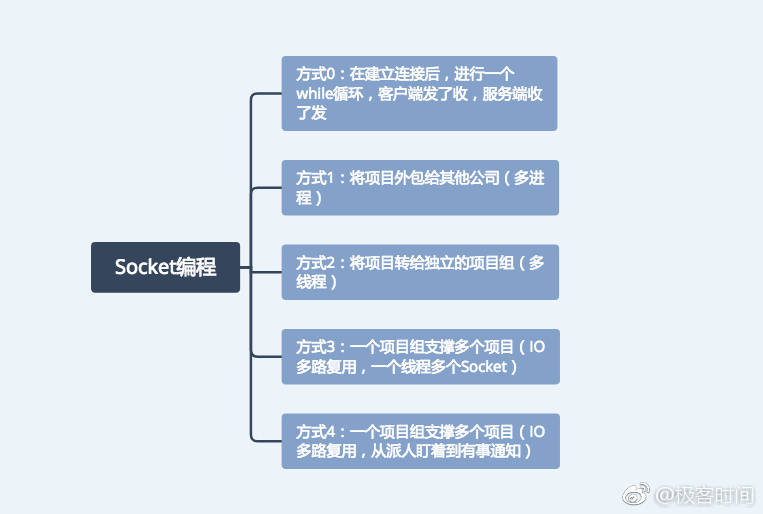 方式0：在建立连接后，进行一个
while循环，客户端发了收，服务端收
了发
方式1：将项目外包给其他公司（多进
程）
方式2：将项目转给独立的项目组（多
线程）
Socket编程
方式3：一个项目组支撑多个项目（IO
多路复用，一个线程多个Socket）
方式4：一个项目组支撑多个项目（IO
多路复用，从派人盯着到有事通知）
@极客时间